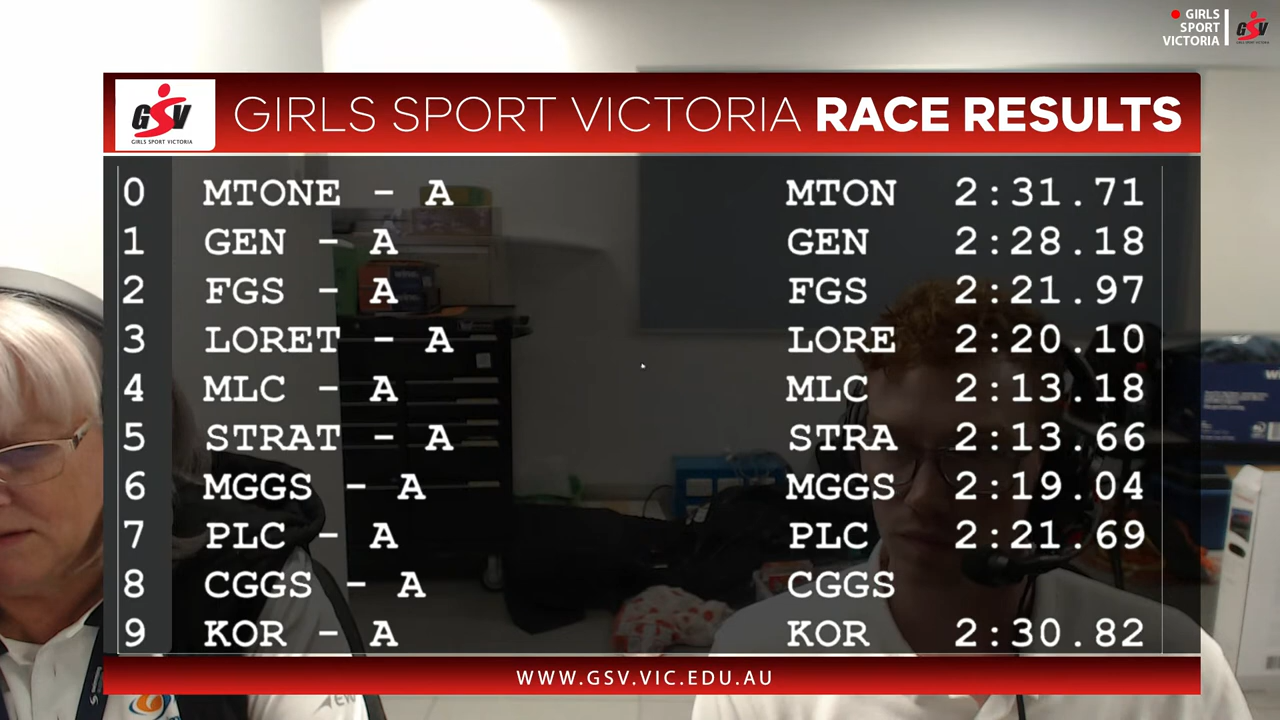 GIRLS
SPORT
VICTORIA
GSV
GSV
GIRLS SPORT VICTORIA
GIRLS SPORT VICTORIA RACE RESULTS
0 MTONE - A MTON 2:31.71
1 GEN - A GEN 2:28.18
2 FGS - A FGS 2:21.97
3 LORET - A LORE 2:20.10
4 MLC - A MLC 2:13.18
5 STRAT - A STRA 2:13.66
6 MGGS - A MGGS 2:19.04
7 PLC - A PLC 2:21.69
8 CGGS - A CGGS
9 KOR - A KOR 2:30.82
WWW.GSV.VIC.EDU.AU